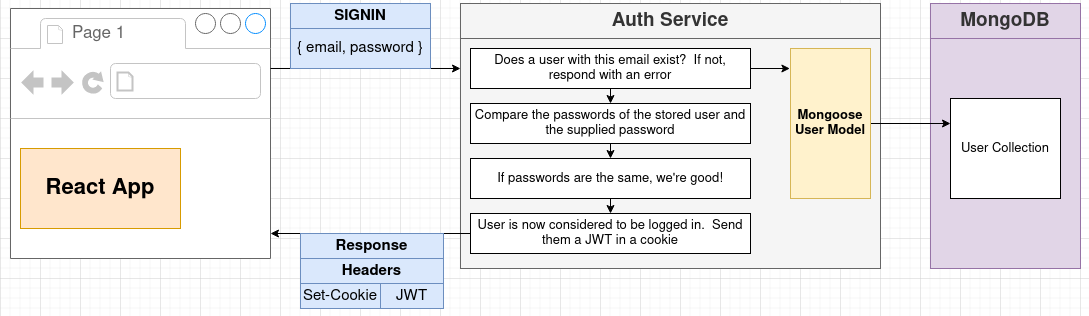 Page 1
React App
SIGNIN
{ email, password }
Response
Headers
Set-Cookie
JWT
Auth Service
Does a user with this email exist?  If not,
respond with an error
Compare the passwords of the stored user and
the supplied password
If passwords are the same, we're good!
User is now considered to be logged in.  Send
them a JWT in a cookie
Mongoose
User Model
MongoDB
User Collection